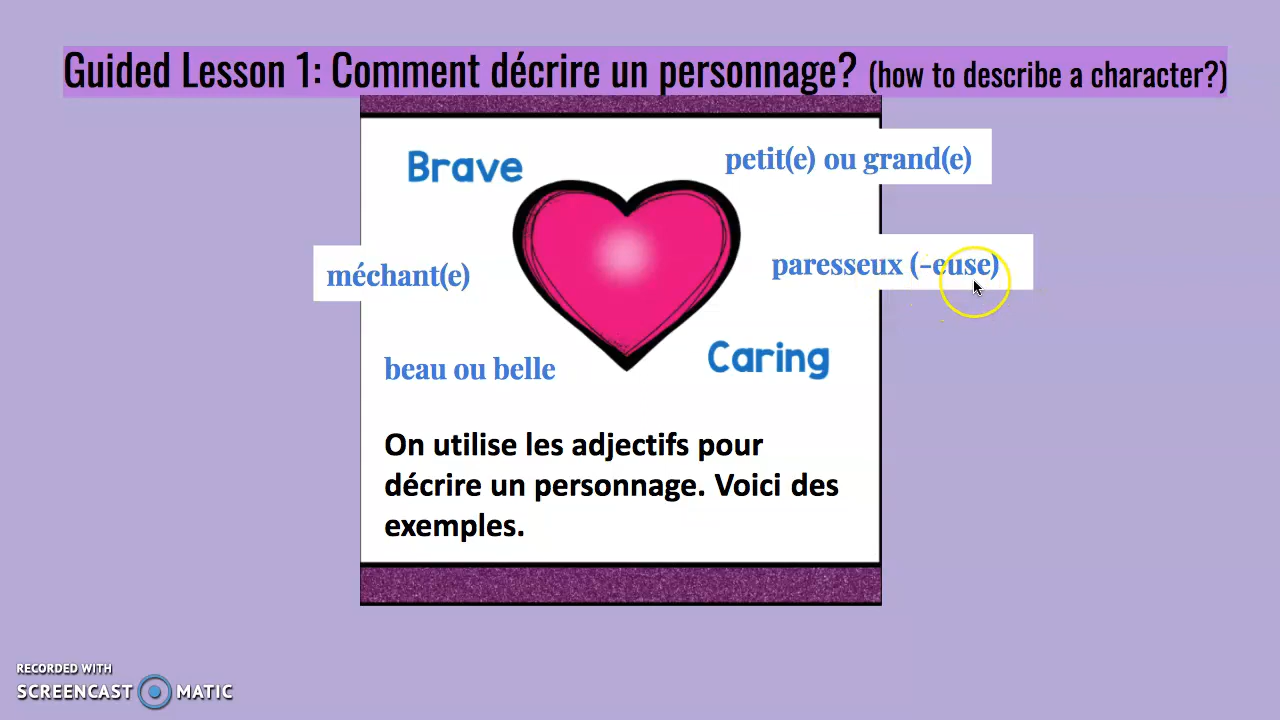 Guided Lesson 1: Comment décrire un personnage? (how to describe a character?)
Brave
petit(e) ou grand(e)
méchant(e)
paresseux (-euse)
beau ou belle
Caring
On utilise les adjectifs pour
décrire un personnage. Voici des
exemples.
RECORDED WITH
SCREENCAST MATIC